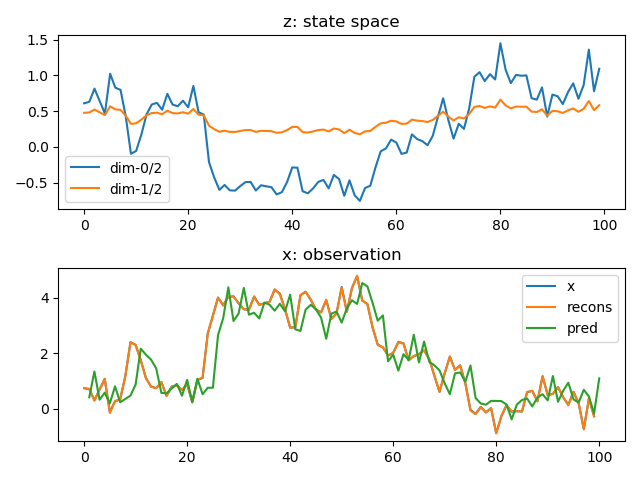 z: state space
1.5
1.0
0.5
0.0
−0.5
dim-0/2
dim-1/2
0 20 40 60 80 100
x: observation
4
2
0
x
recons
pred
0 20 40 60 80 100